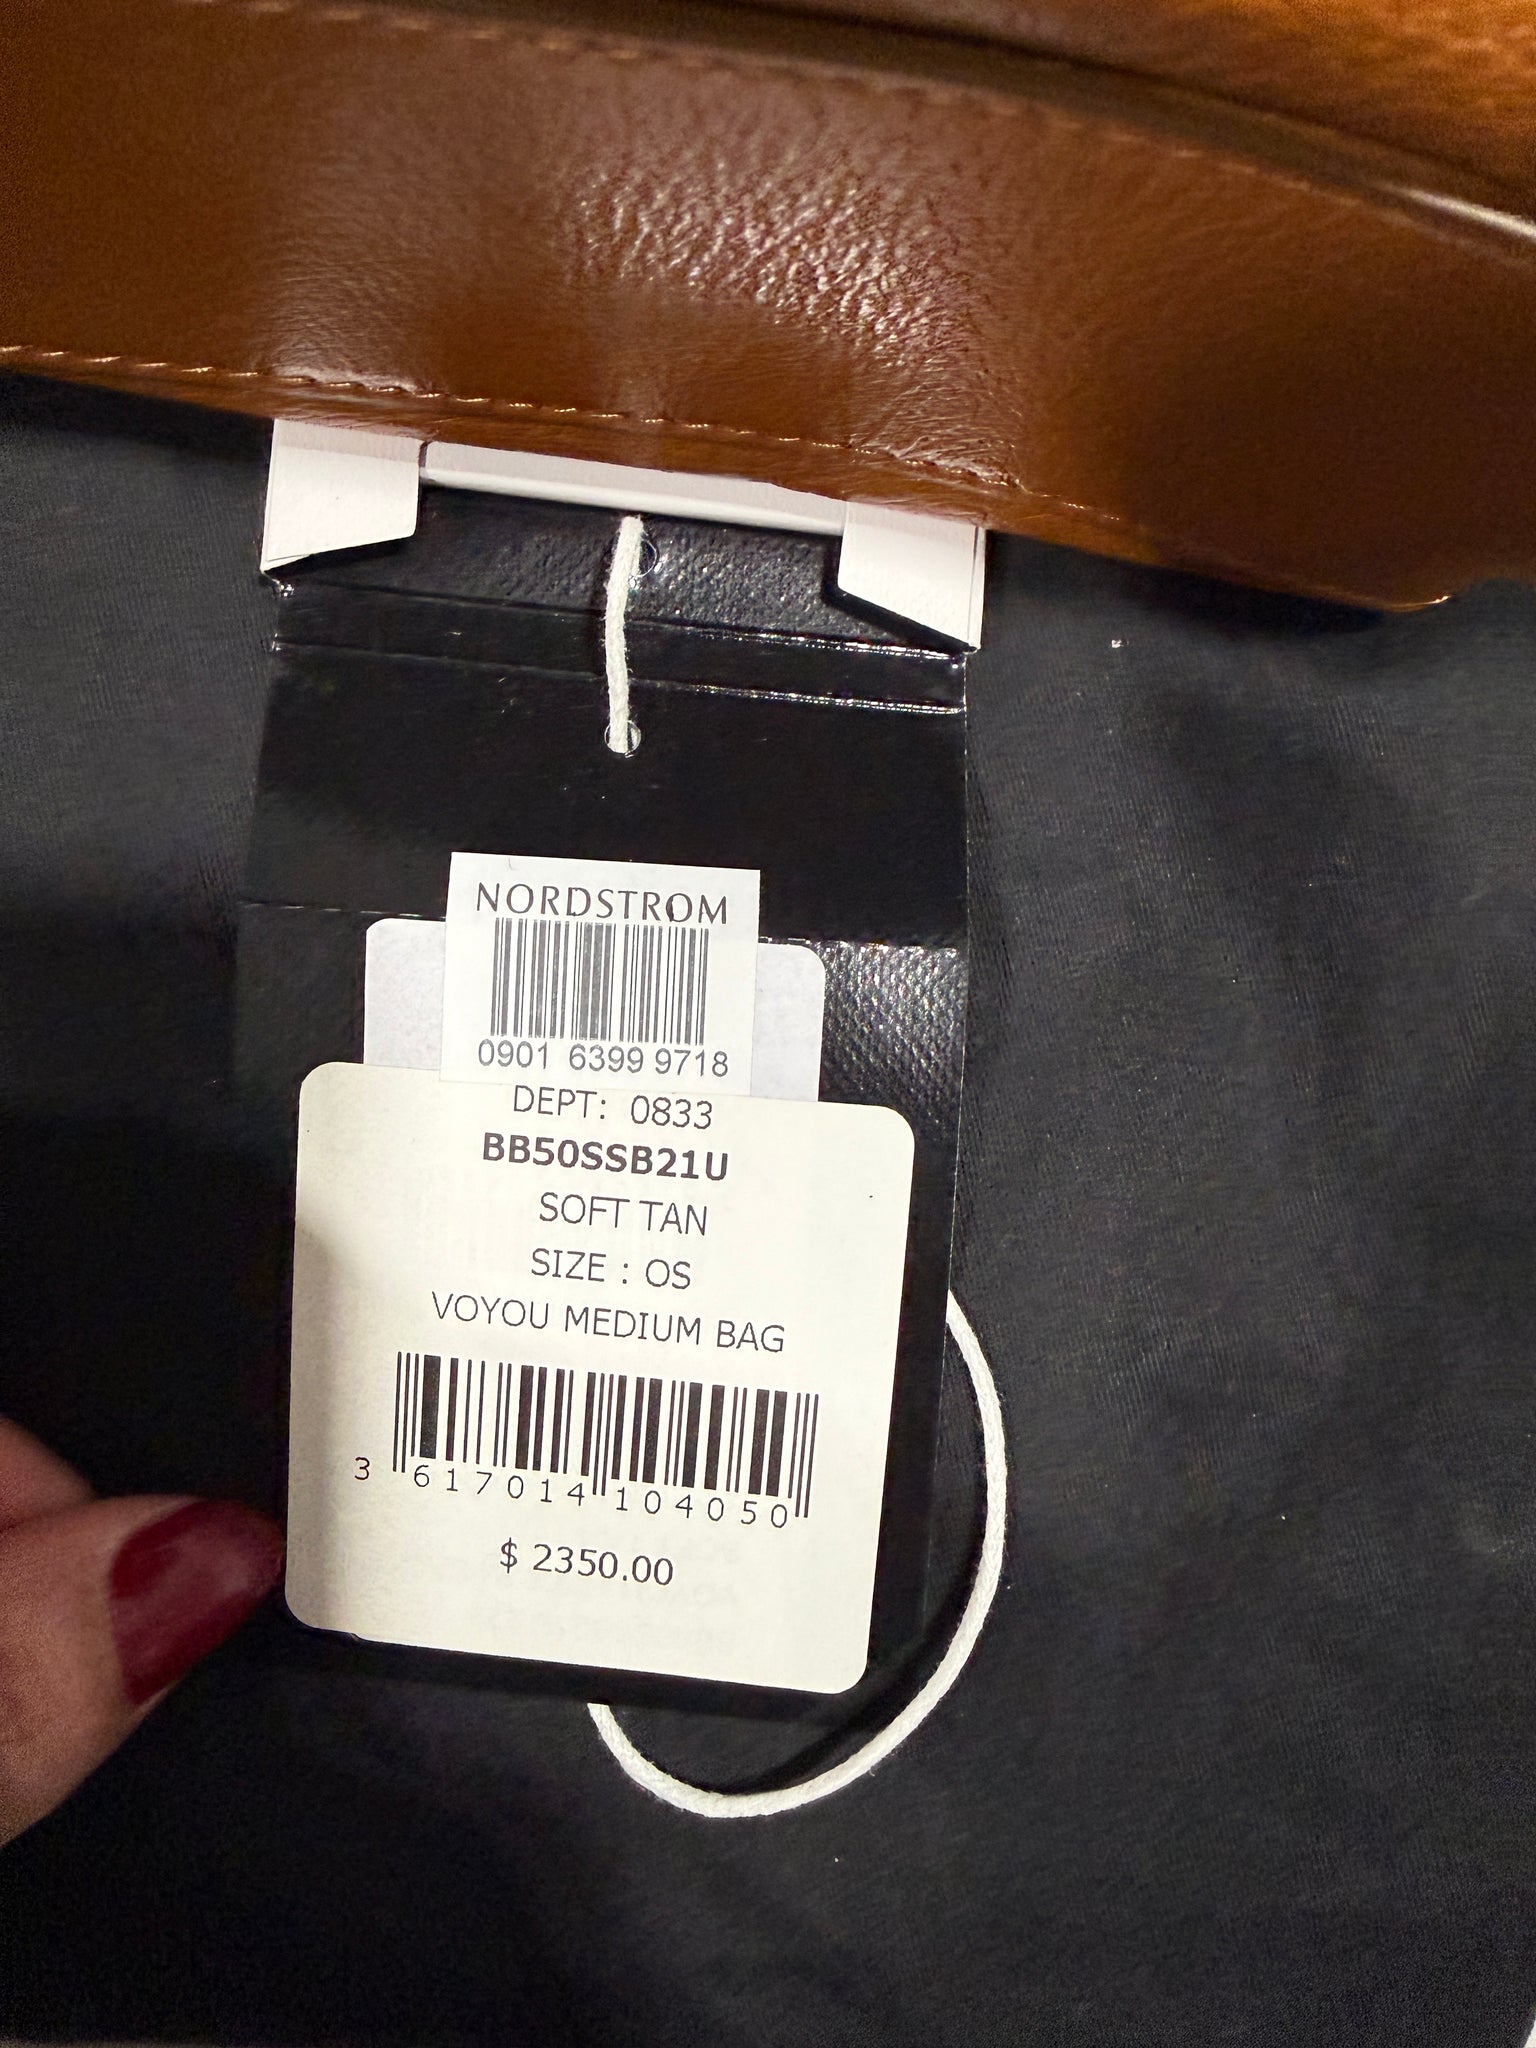 NORDSTROM
0901 6399 9718
DEPT: 0833
BB50SSB21U
SOFT TAN
SIZE : OS
VOYOU MEDIUM BAG
3 617014 104050
$ 2350.00